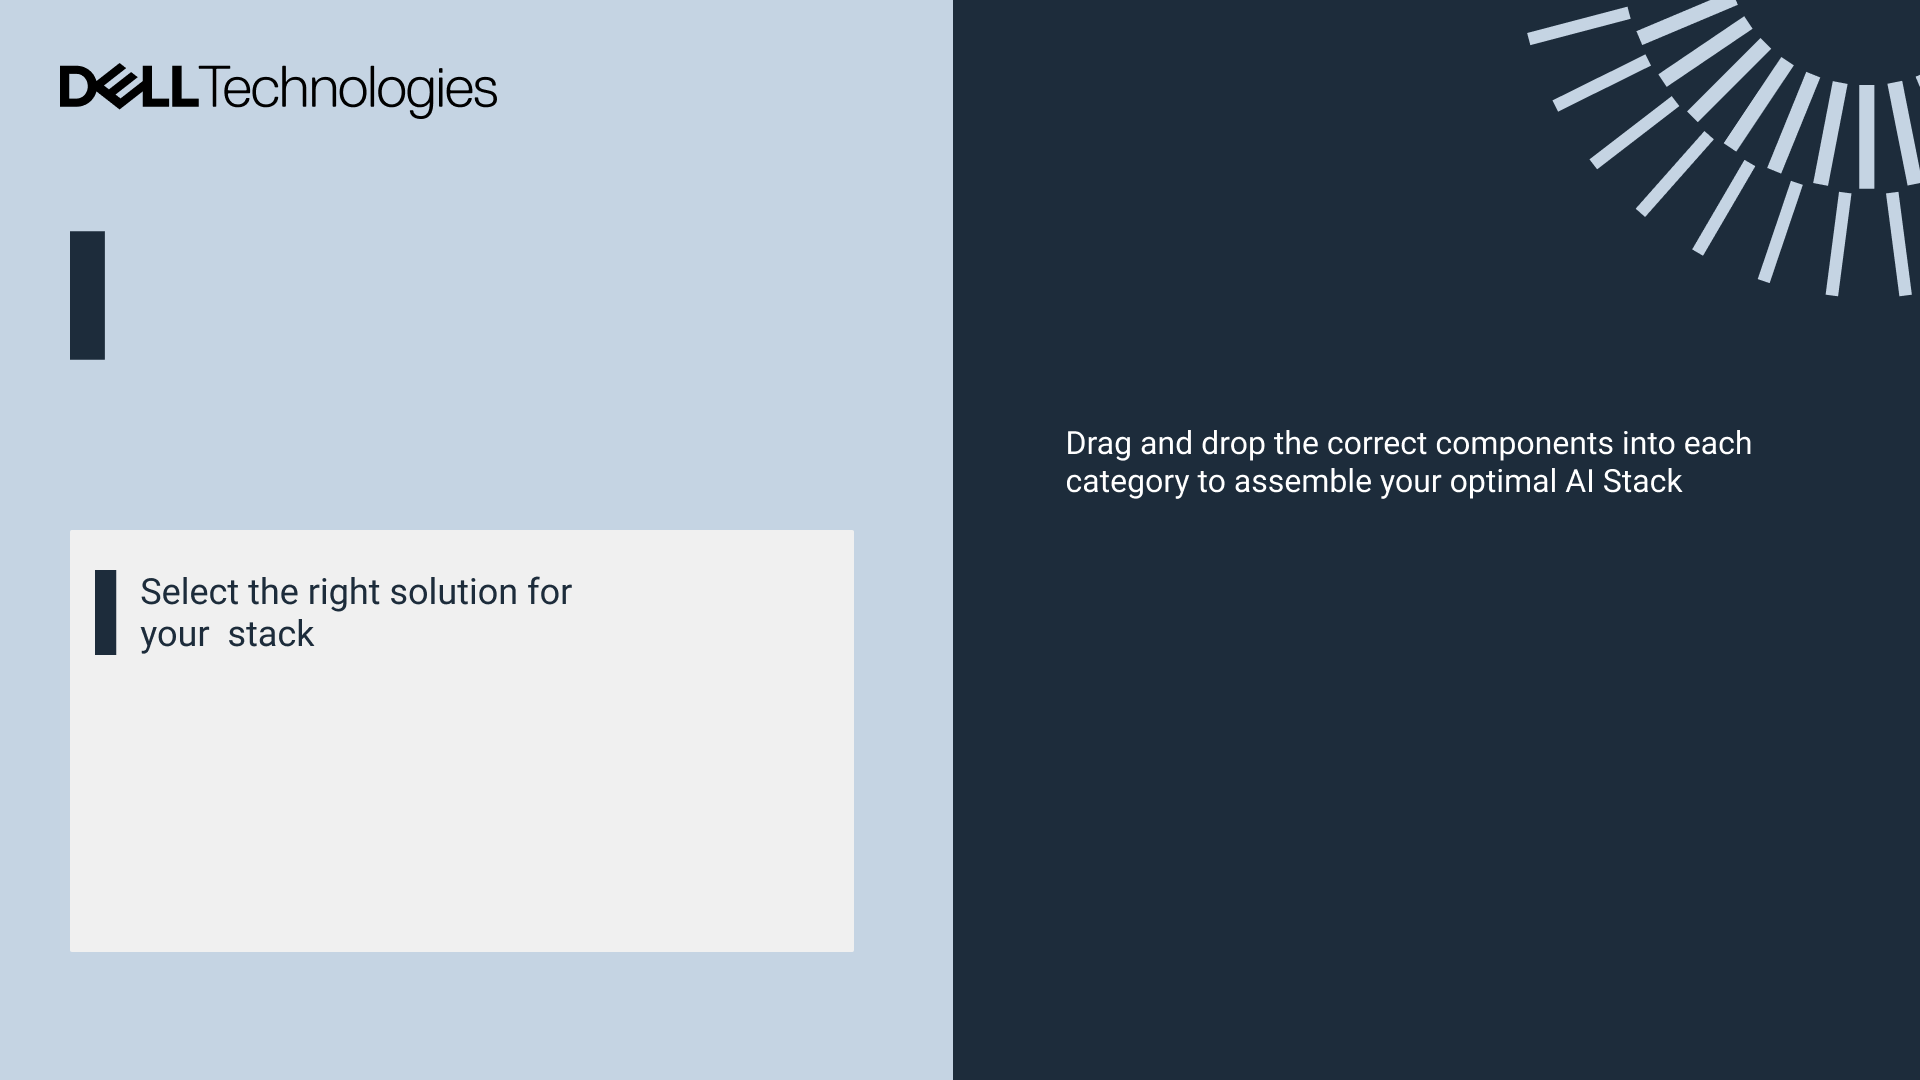 DELL Technologies
Select the right solution for
your  stack
Drag and drop the correct components into each
category to assemble your optimal AI Stack